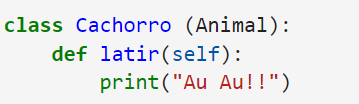 class Cachorro (Animal):
    def latir(self):
        print("Au Au!!")